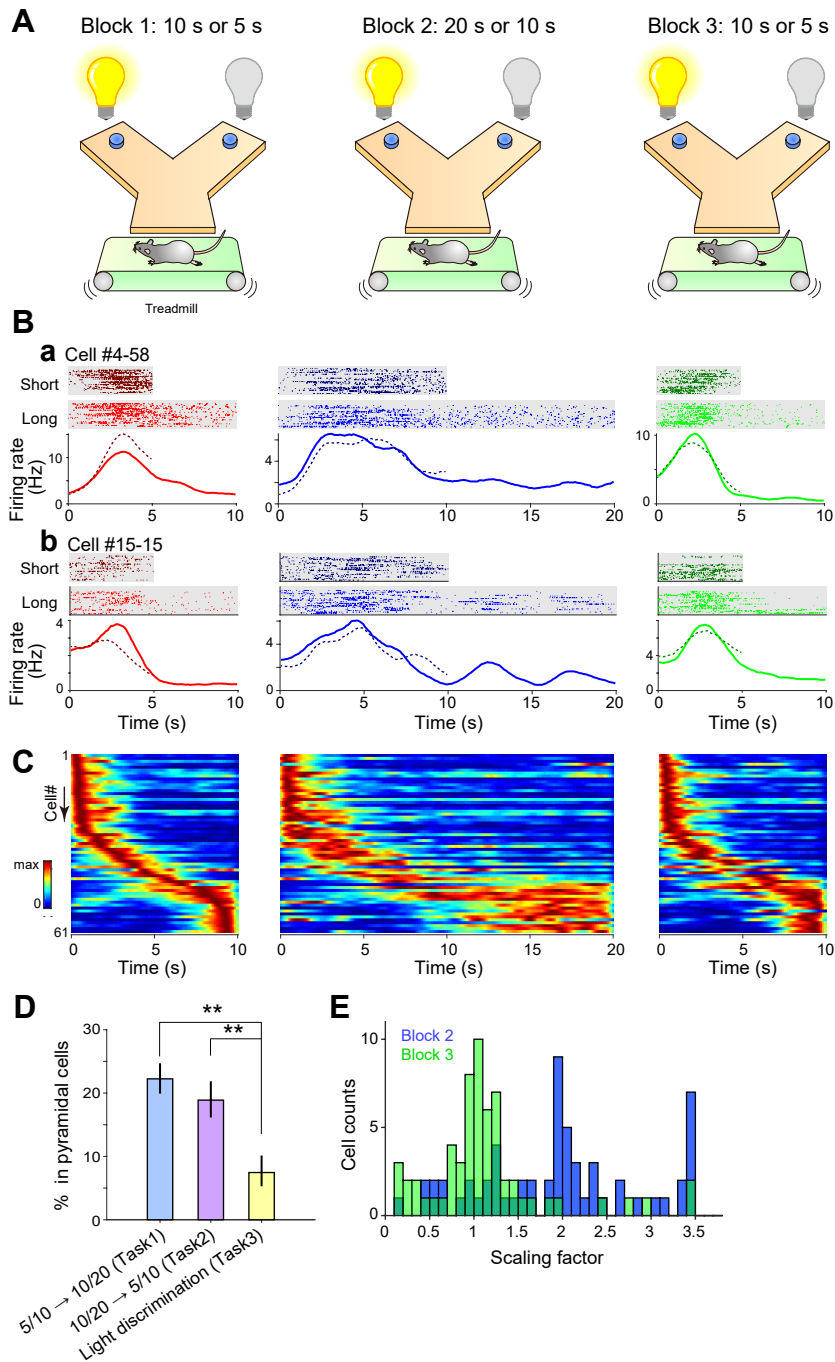 A
Block 1: 10 s or 5 s
Block 2: 20 s or 10 s
Block 3: 10 s or 5 s
Treadmill
B
a Cell #4-58
Short
Long
Firing rate (Hz)
10
0
0 5 10
4
0
0 5 10 15 20
10
0
0 5 10
b Cell #15-15
Short
Long
Firing rate (Hz)
4
0
0 5 10
4
0
0 5 10 15 20
4
0
0 5 10
Time (s)
Time (s)
Time (s)
C
1
Cell#
max
0
61
0 5 10
0 5 10 15 20
0 5 10
Time (s)
Time (s)
Time (s)
D
% in pyramidal cells
30
20
10
0
**
**
5/10 → 10/20 (Task1)
10/20 → 5/10 (Task2)
Light discrimination (Task3)
E
Block 2
Block 3
Cell counts
10
5
0
0 0.5 1 1.5 2 2.5 3 3.5
Scaling factor